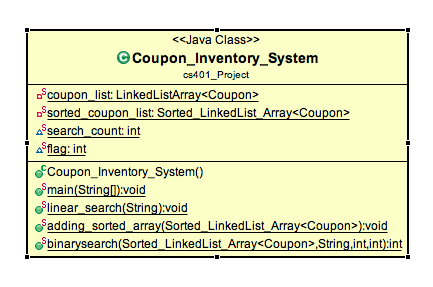 <<Java Class>>
Coupon_Inventory_System
cs401_Project
coupon_list: LinkedListArray<Coupon>
sorted_coupon_list: Sorted_LinkedList_Array<Coupon>
search_count: int
flag: int
Coupon_Inventory_System()
main(String[]):void
linear_search(String):void
adding_sorted_array(Sorted_LinkedList_Array<Coupon>):void
binarysearch(Sorted_LinkedList_Array<Coupon>,String,int,int):int